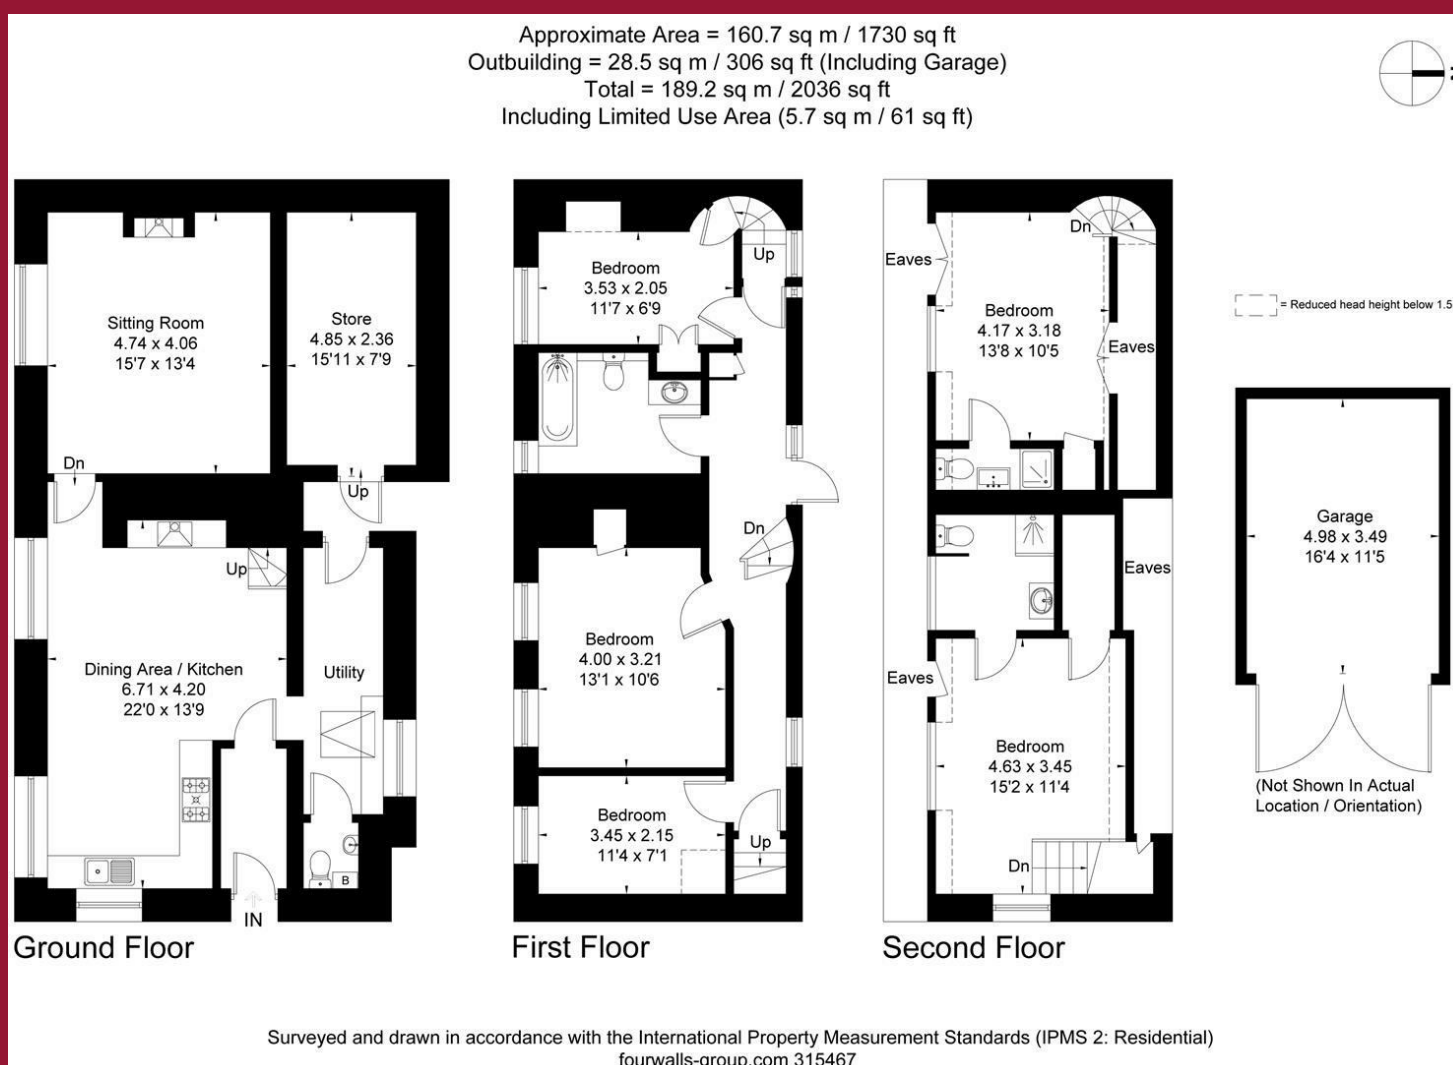 Approximate Area = 160.7 sq m / 1730 sq ft
Outbuilding = 28.5 sq m / 306 sq ft (Including Garage)
Total = 189.2 sq m / 2036 sq ft
Including Limited Use Area (5.7 sq m / 61 sq ft)
Sitting Room
4.74 x 4.06
15'7 x 13'4
Store
4.85 x 2.36
15'11 x 7'9
Dn
Up
Up
Dining Area / Kitchen
6.71 x 4.20
22'0 x 13'9
Utility
B
IN
Ground Floor
Bedroom
3.53 x 2.05
11'7 x 6'9
Up
Dn
Bedroom
4.00 x 3.21
13'1 x 10'6
Bedroom
3.45 x 2.15
11'4 x 7'1
Up
First Floor
Dn
Eaves
Bedroom
4.17 x 3.18
13'8 x 10'5
Eaves
Eaves
Eaves
Bedroom
4.63 x 3.45
15'2 x 11'4
Dn
Second Floor
= Reduced head height below 1.5
Garage
4.98 x 3.49
16'4 x 11'5
(Not Shown In Actual
Location / Orientation)
Surveyed and drawn in accordance with the International Property Measurement Standards (IPMS 2: Residential)
fourwalls-group.com 315467